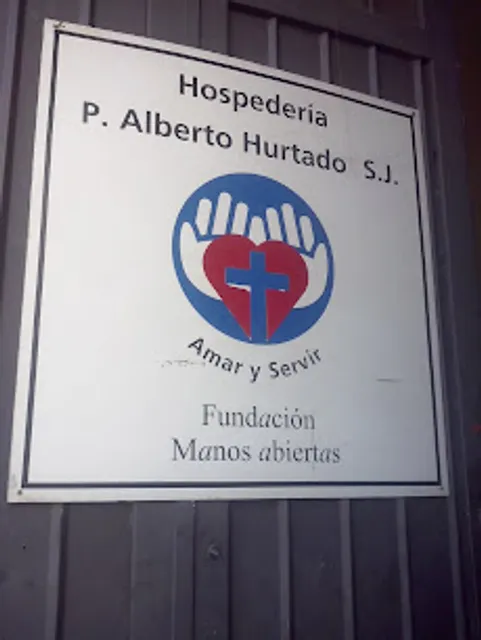 Hospedería
P. Alberto Hurtado S.J.
Amar y Servir
Fundación
Manos abiertas